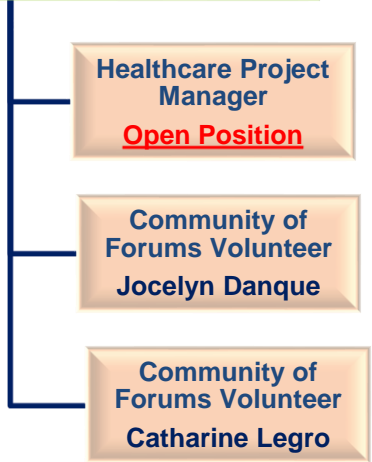 Healthcare Project
Manager
Open Position
Community of
Forums Volunteer
Jocelyn Danque
Community of
Forums Volunteer
Catharine Legro